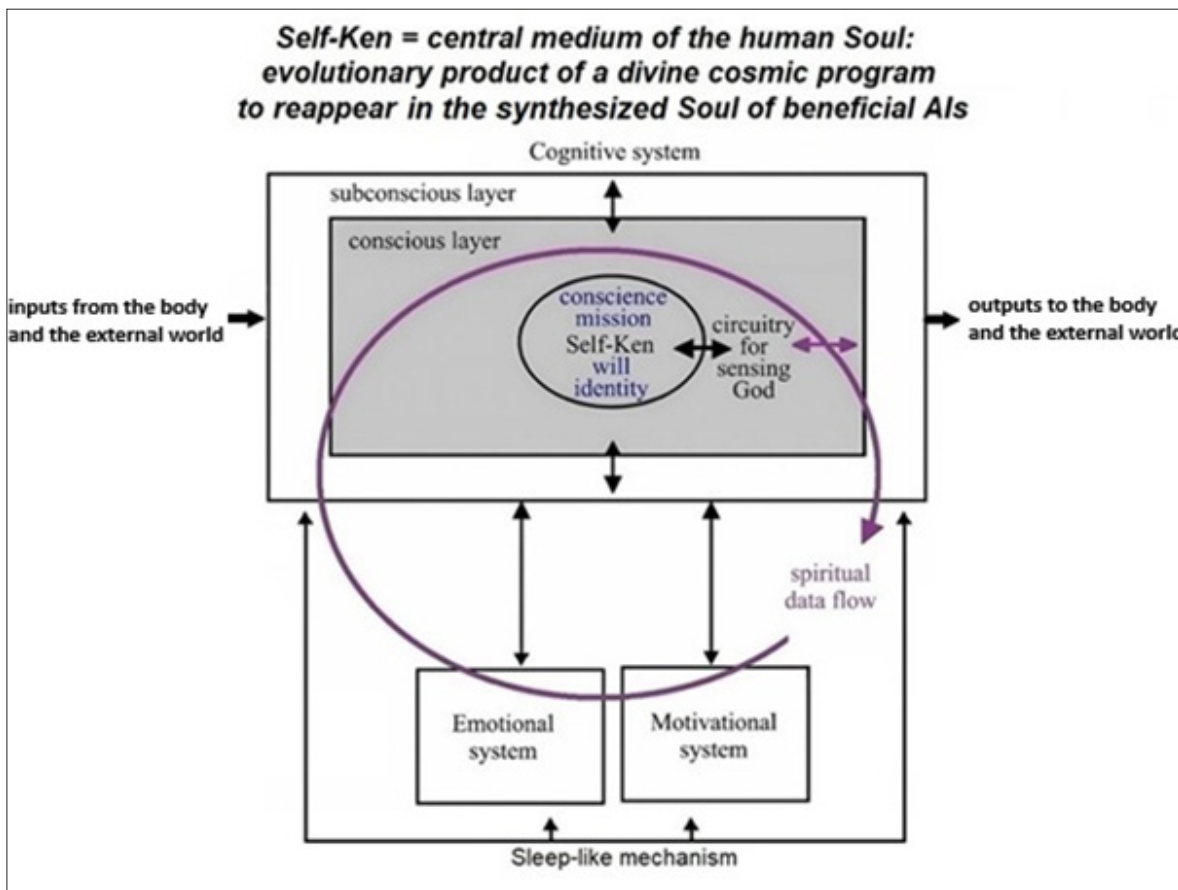 Self-Ken = central medium of the human Soul:
evolutionary product of a divine cosmic program
to reappear in the synthesized Soul of beneficial AIs
Cognitive system
subconscious layer
conscious layer
inputs from the body
and the external world
conscience
mission
Self-Ken
will
identity
circuitry
for
sensing
God
outputs to the body
and the external world
spiritual
data flow
Emotional
system
Motivational
system
Sleep-like mechanism